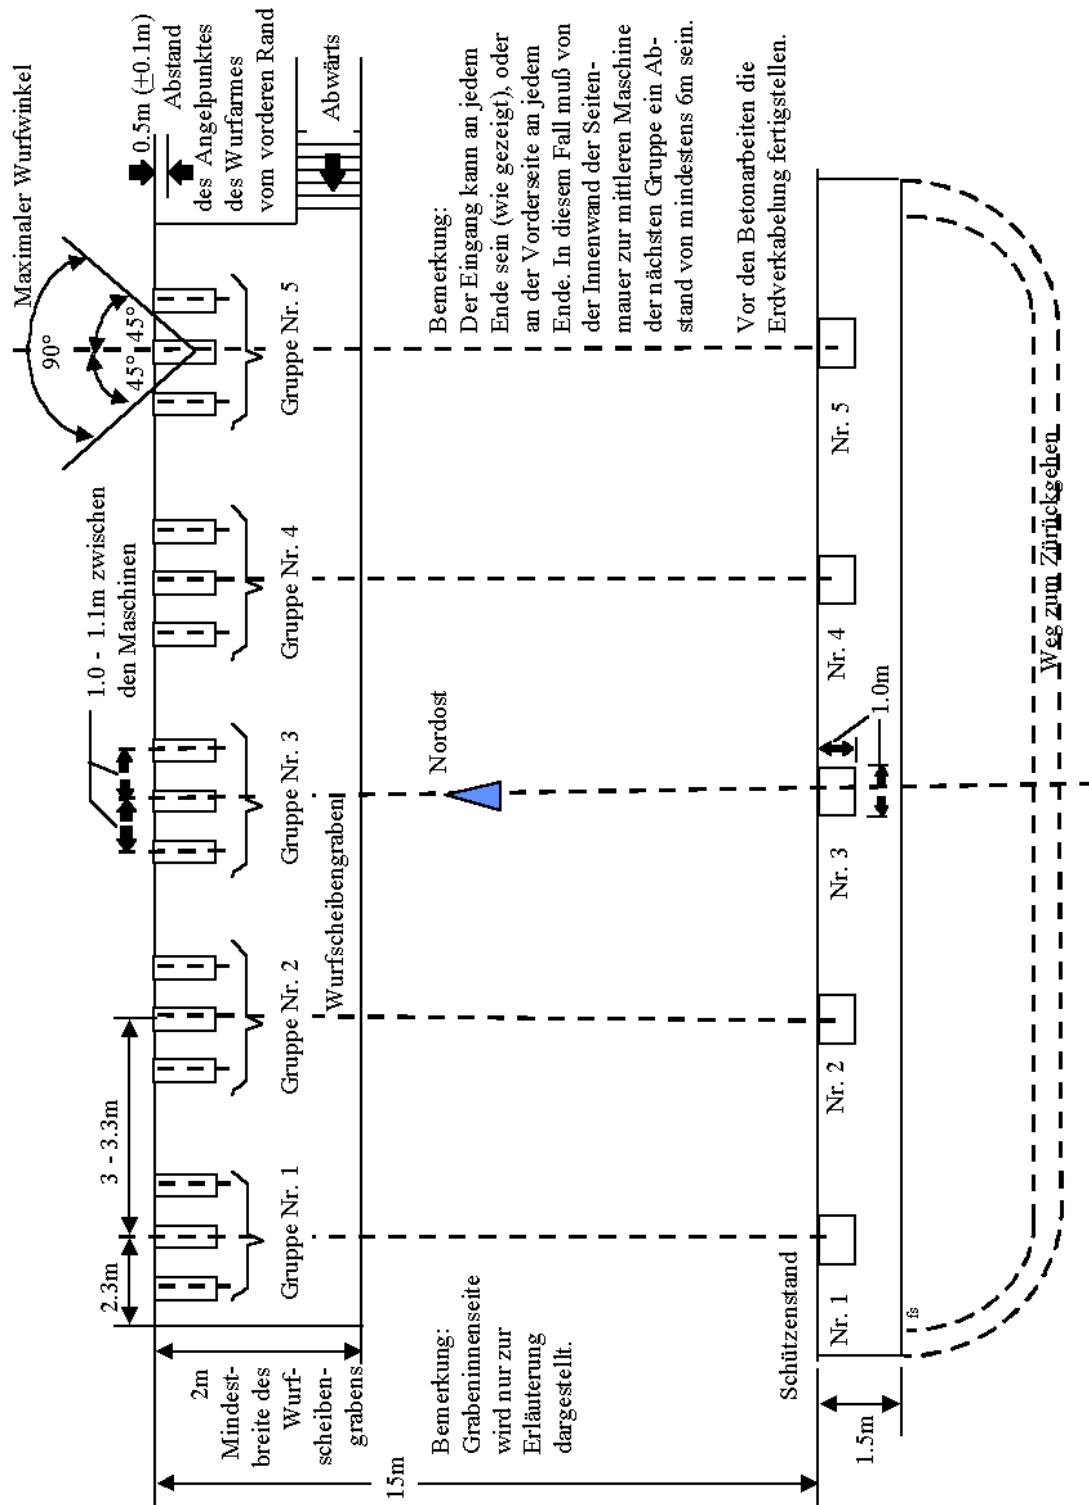 Maximaler Wurfwinkel
90°
45°
45°
0.5m (±0.1m)
Abstand
des Angelpunktes
des Wurfarmes
vom vorderen Rand
Abwärts
1.0 - 1.1m zwischen
den Maschinen
3 - 3.3m
2.3m
Gruppe Nr. 1
Gruppe Nr. 2
Gruppe Nr. 3
Gruppe Nr. 4
Gruppe Nr. 5
Wurfscheibengraben
2m
Mindest-
breite des
Wurf-
scheiben-
grabens
Nordost
Bemerkung:
Grabeninnenseite
wird nur zur
Erläuterung
dargestellt.
Bemerkung:
Der Eingang kann an jedem
Ende sein (wie gezeigt), oder
an der Vorderseite an jedem
Ende. In diesem Fall muß von
der Innenwand der Seiten-
mauer zur mittleren Maschine
der nächsten Gruppe ein Ab-
stand von mindestens 6m sein.
Vor den Betonarbeiten die
Erdverkabelung fertigstellen.
15m
Schützenstand
Nr. 1
Nr. 2
Nr. 3
Nr. 4
Nr. 5
1.0m
1.5m
fs
Weg zum Zürückgehen